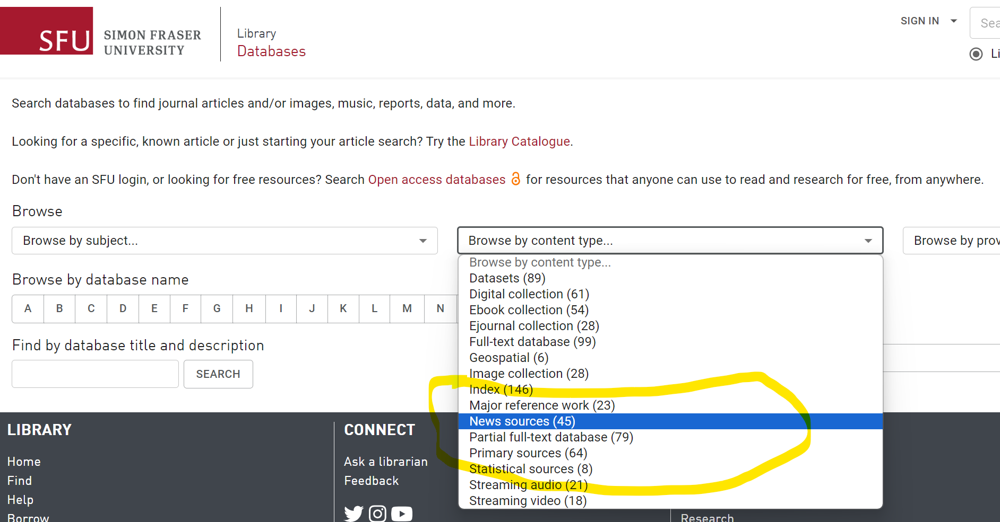 SFU
SIMON FRASER
UNIVERSITY
Library
Databases
SIGN IN
Search databases to find journal articles and/or images, music, reports, data, and more.
Looking for a specific, known article or just starting your article search? Try the Library Catalogue.
Don't have an SFU login, or looking for free resources? Search Open access databases for resources that anyone can use to read and research for free, from anywhere.
Browse
Browse by subject...
Browse by content type...
Browse by
Browse by content type...
Datasets (89)
Digital collection (61)
Ebook collection (54)
Ejournal collection (28)
Full-text database (99)
Geospatial (6)
Image collection (28)
Index (146)
Major reference work (23)
News sources (45)
Partial full-text database (79)
Primary sources (64)
Statistical sources (8)
Streaming audio (21)
Streaming video (18)
Browse by database name
A B C D E F G H I J K L M N
Find by database title and description
SEARCH
LIBRARY
Home
Find
Help
Borrow
CONNECT
Ask a librarian
Feedback
Research